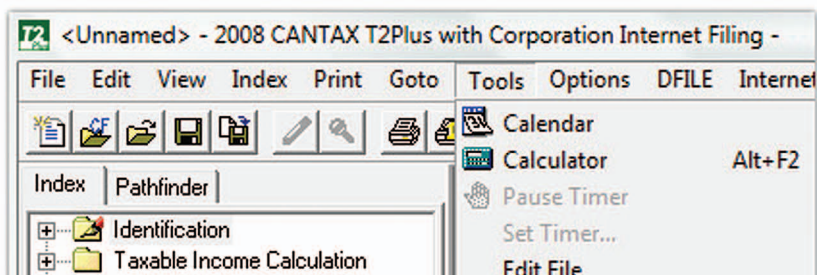 T2 <Unnamed> - 2008 CANTAX T2Plus with Corporation Internet Filing -
File Edit View Index Print Goto Tools Options DFILE Internet
CF
Calendar
Calculator Alt+F2
Index Pathfinder
Pause Timer
Identification
Set Timer...
Taxable Income Calculation
Edit File